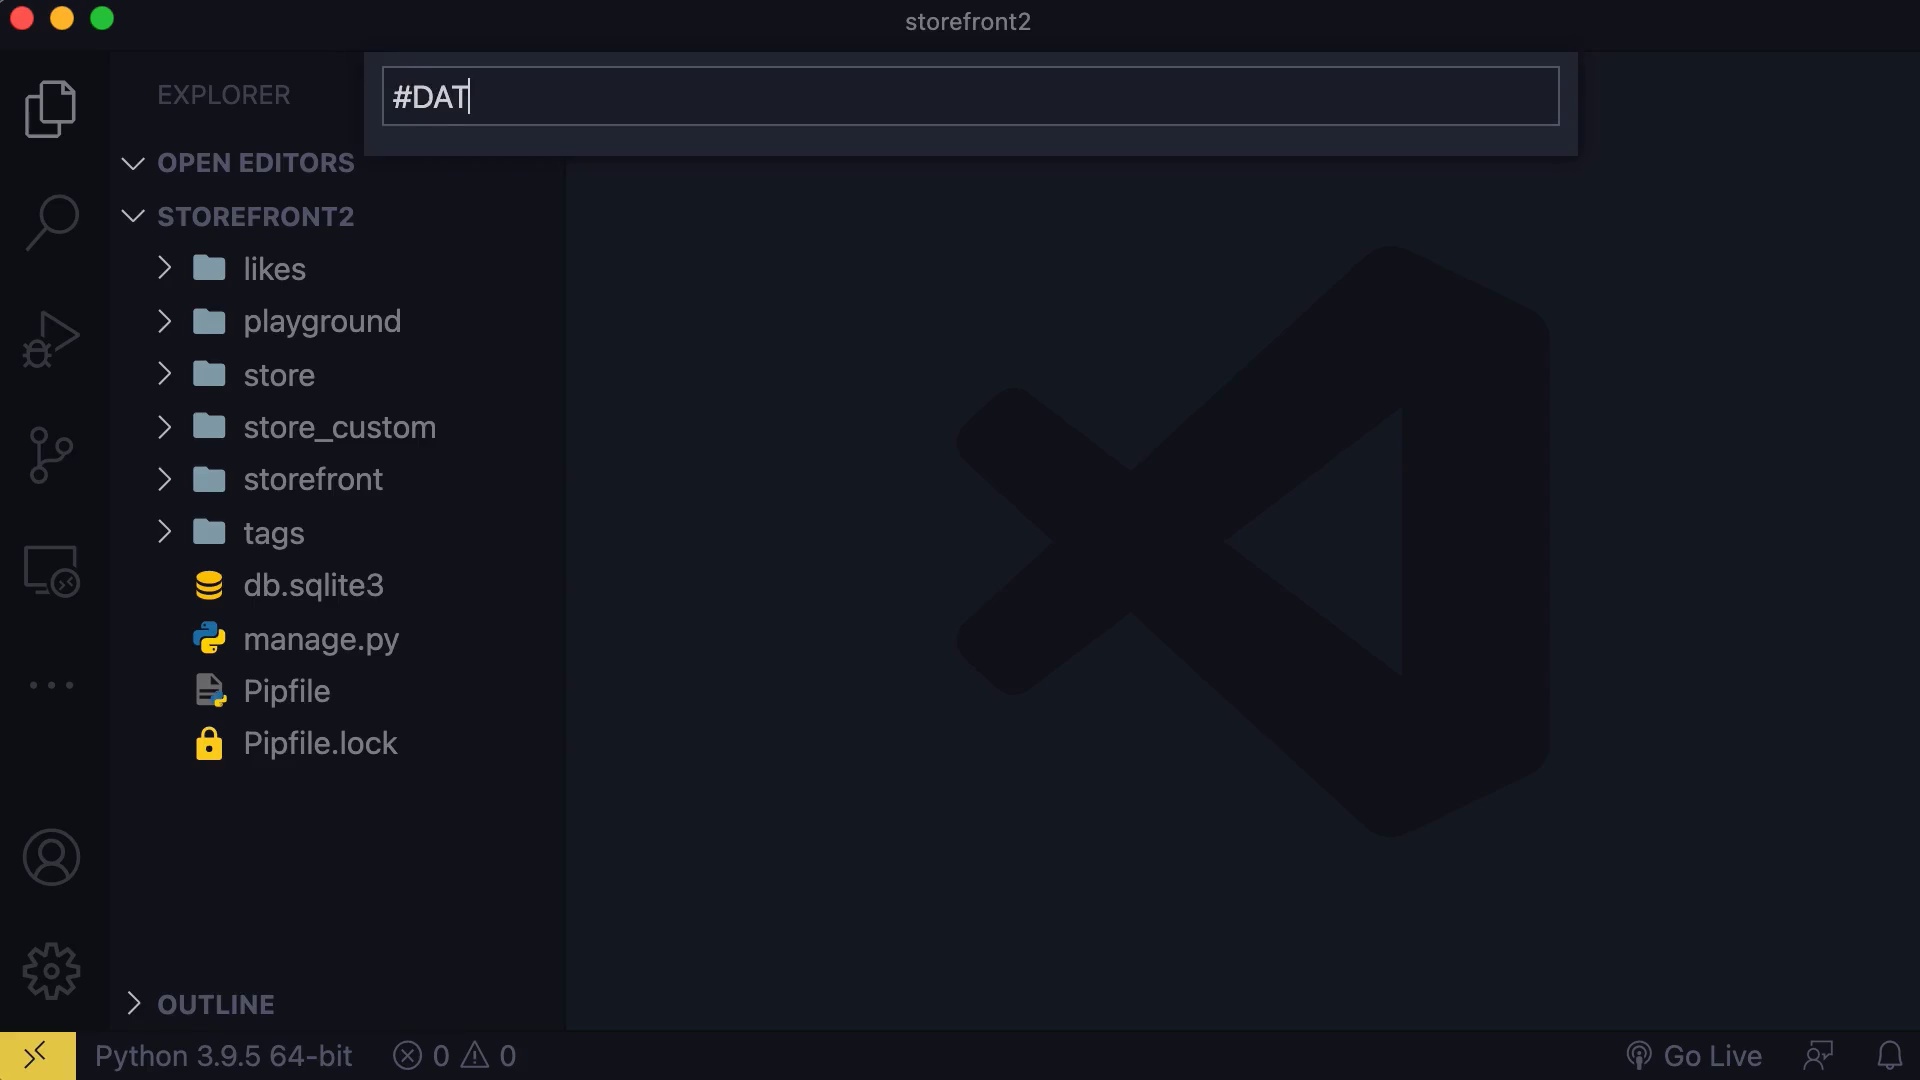 storefront2
#DAT
EXPLORER
OPEN EDITORS
STOREFRONT2
likes
playground
store
store_custom
storefront
tags
db.sqlite3
manage.py
Pipfile
Pipfile.lock
OUTLINE
Python 3.9.5 64-bit 0 0 Go Live